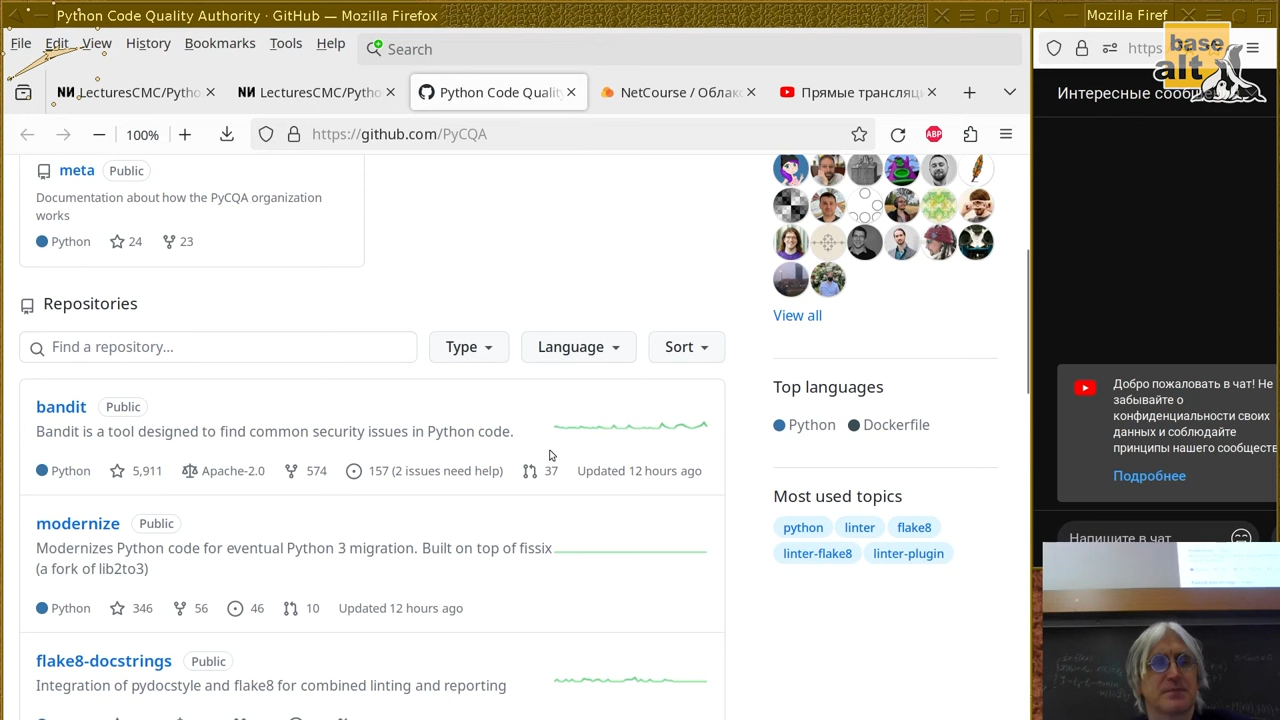 Python Code Quality Authority · GitHub — Mozilla Firefox
Mozilla Firef
File Edit View History Bookmarks Tools Help
Search
https
base
alt
LecturesCMC/Pytho
LecturesCMC/Pytho
Python Code Qualit
NetCourse / Облак
Прямые трансляц
Интересные сообщ
100%
https://github.com/PyCQA
ABP
meta Public
Documentation about how the PyCQA organization
works
Python 24 23
View all
Repositories
Find a repository...
Type
Language
Sort
bandit Public
Bandit is a tool designed to find common security issues in Python code.
Python 5,911 Apache-2.0 574 157 (2 issues need help) 37 Updated 12 hours ago
modernize Public
Modernizes Python code for eventual Python 3 migration. Built on top of fissix
(a fork of lib2to3)
Python 346 56 46 10 Updated 12 hours ago
flake8-docstrings Public
Integration of pydocstyle and flake8 for combined linting and reporting
Top languages
Python Dockerfile
Most used topics
python linter flake8
linter-flake8 linter-plugin
Добро пожаловать в чат! Не
забывайте о
конфиденциальности своих
данных и соблюдайте
принципы нашего сообществ
Подробнее
Напишите в чат